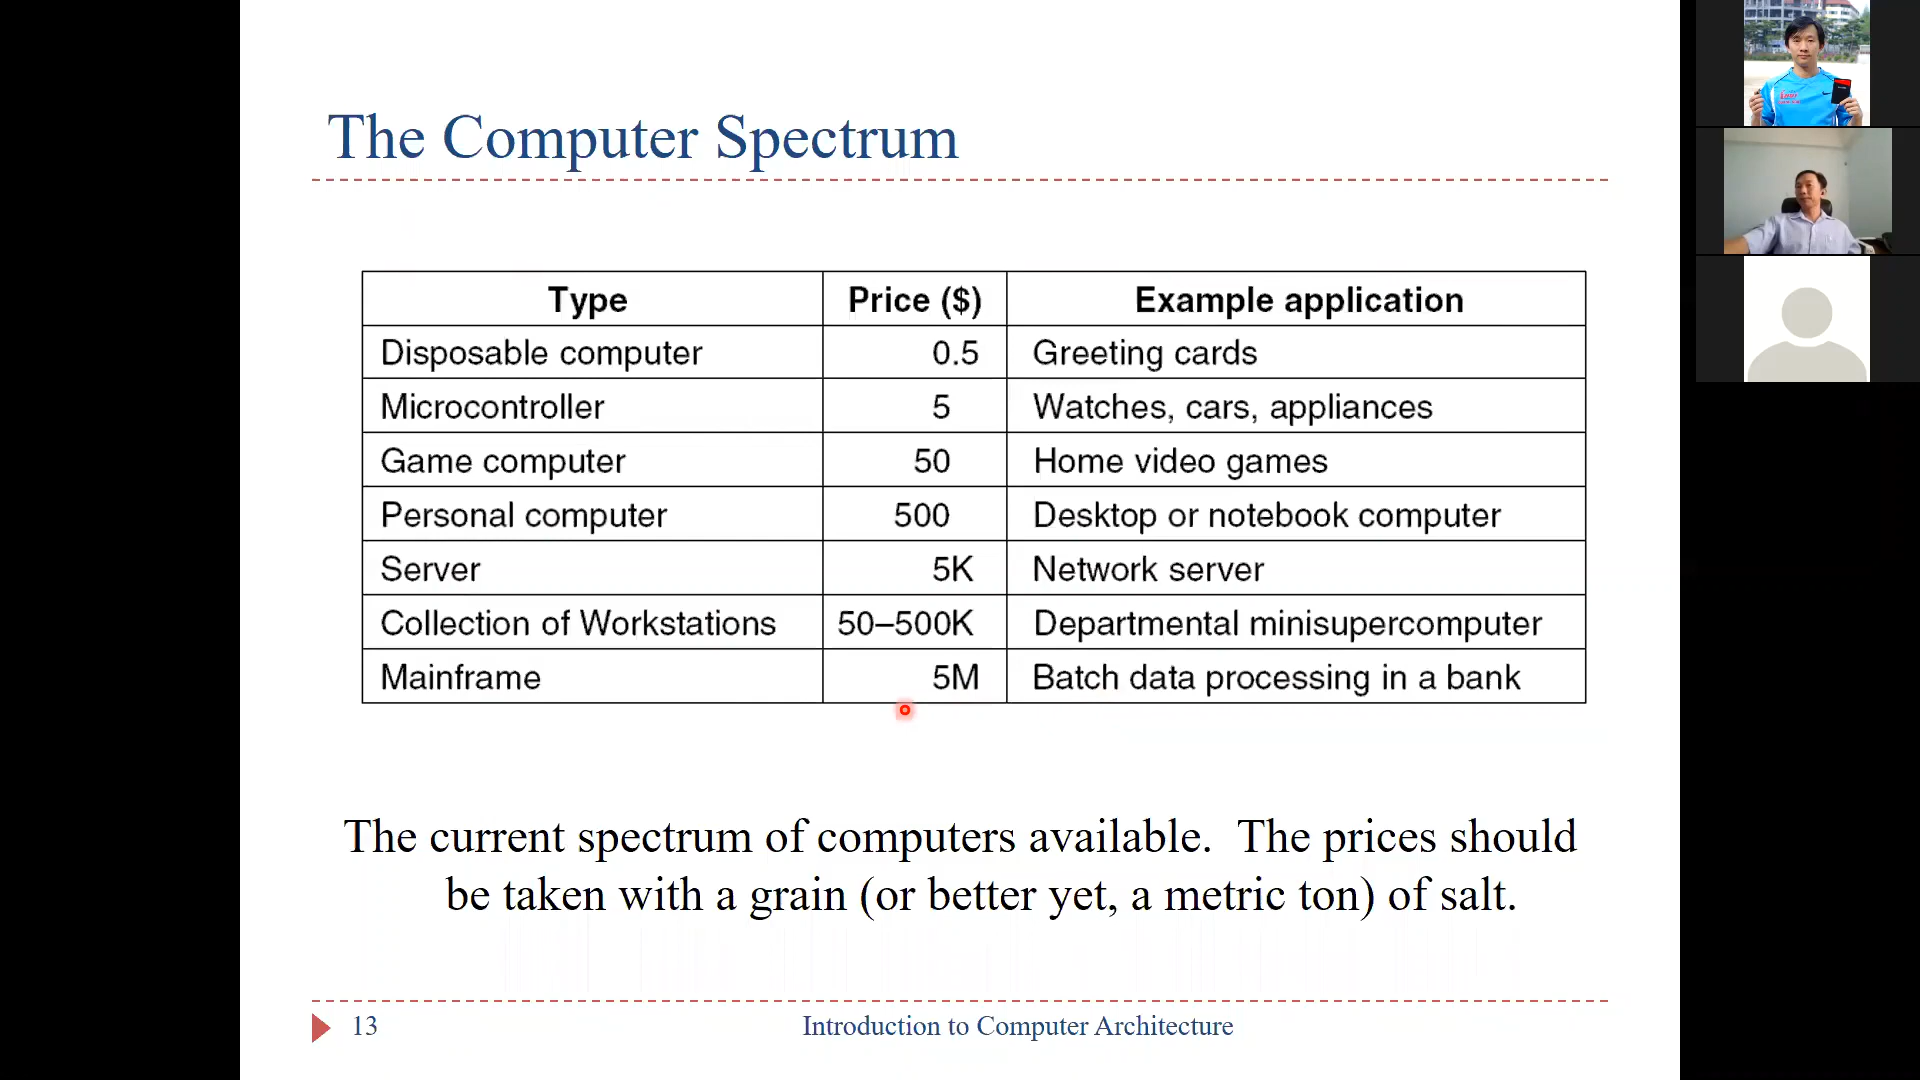 The Computer Spectrum
Type Price ($) Example application
Disposable computer 0.5 Greeting cards
Microcontroller 5 Watches, cars, appliances
Game computer 50 Home video games
Personal computer 500 Desktop or notebook computer
Server 5K Network server
Collection of Workstations 50–500K Departmental minisupercomputer
Mainframe 5M Batch data processing in a bank
The current spectrum of computers available. The prices should
be taken with a grain (or better yet, a metric ton) of salt.
13 Introduction to Computer Architecture